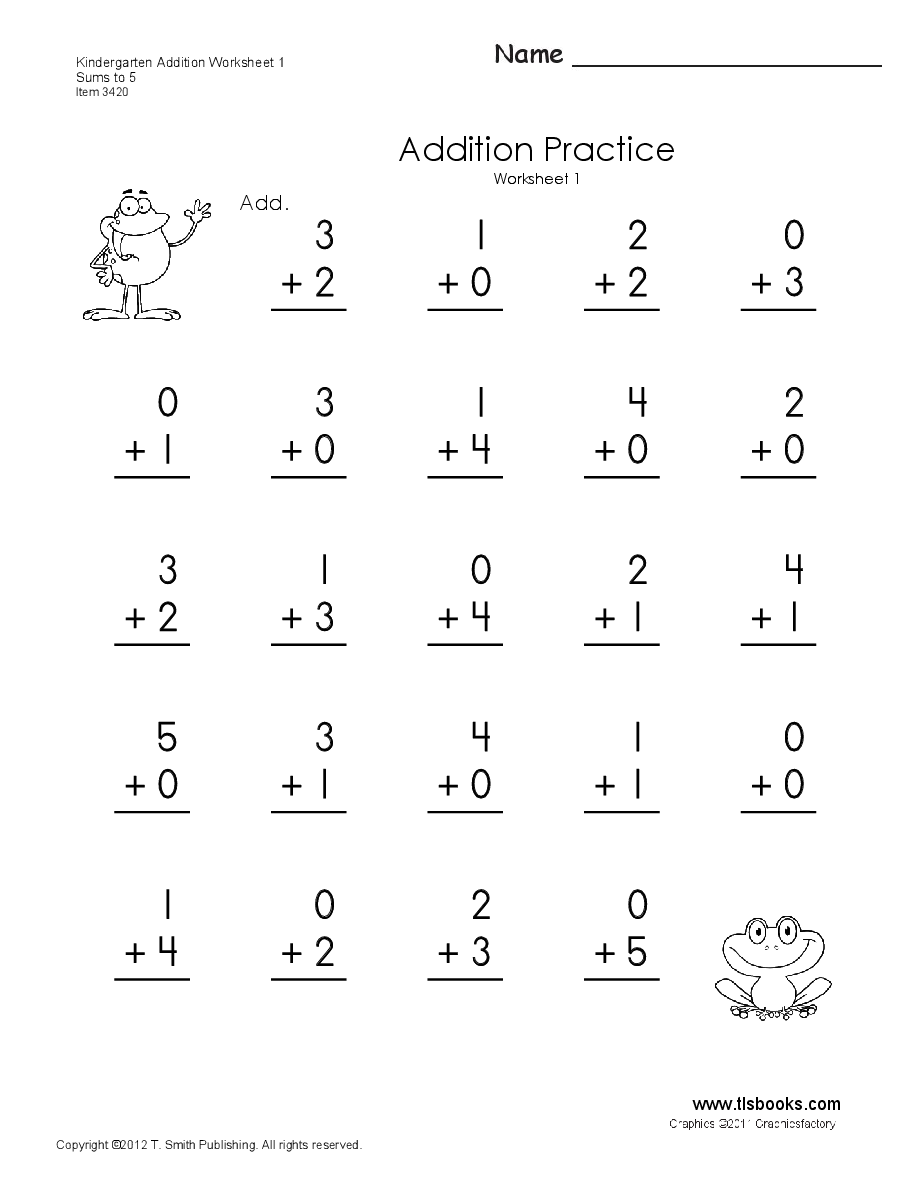 Kindergarten Addition Worksheet 1
Sums to 5
Item 3420
Name
Addition Practice
Worksheet 1
Add.
3 1 2 0
+ 2 + 0 + 2 + 3
0 3 1 4 2
+ 1 + 0 + 4 + 0 + 0
3 1 0 2 4
+ 2 + 3 + 4 + 1 + 1
5 3 4 1 0
+ 0 + 1 + 0 + 1 + 0
1 0 2 0
+ 4 + 2 + 3 + 5
www.tlsbooks.com
Graphics ©2011 Graphicsfactory
Copyright ©2012 T. Smith Publishing. All rights reserved.